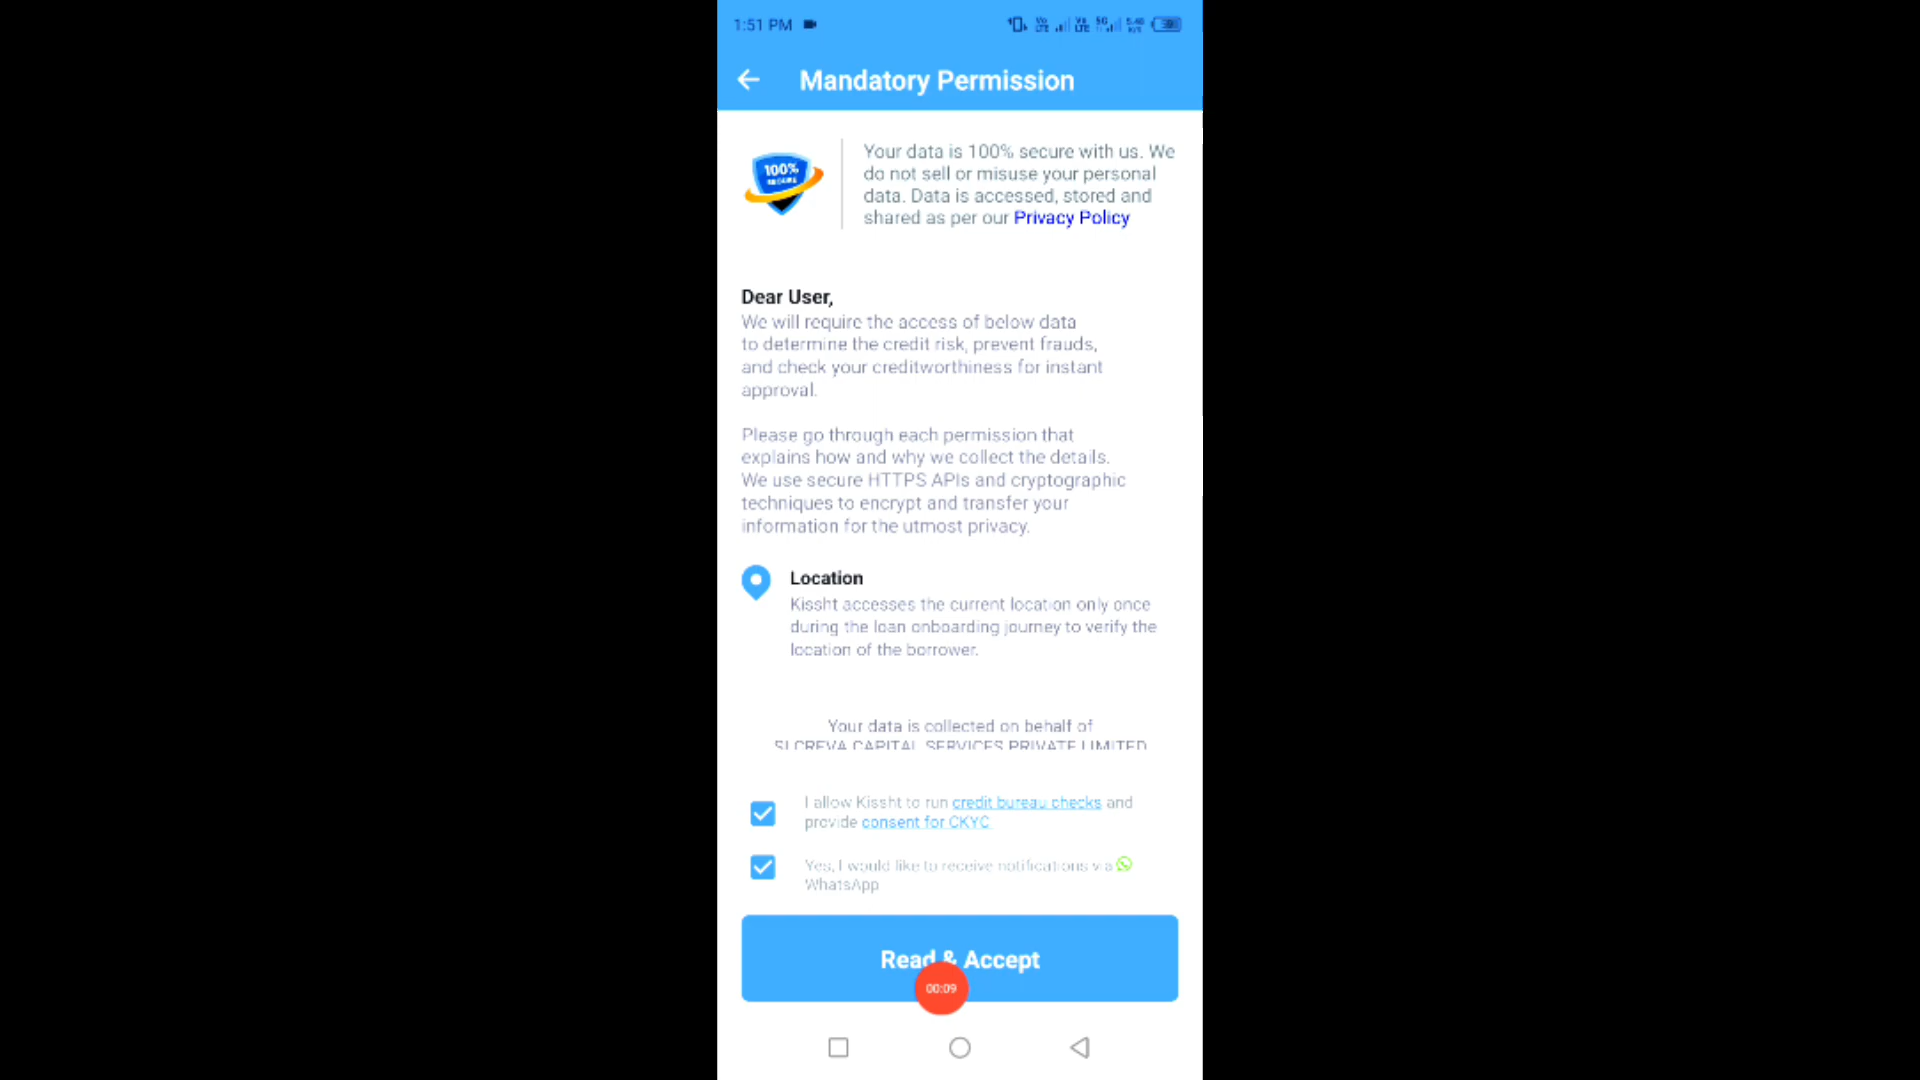 1:51 PM
Mandatory Permission
100%
SECURE
Your data is 100% secure with us. We
do not sell or misuse your personal
data. Data is accessed, stored and
shared as per our Privacy Policy
Dear User,
We will require the access of below data
to determine the credit risk, prevent frauds,
and check your creditworthiness for instant
approval.
Please go through each permission that
explains how and why we collect the details.
We use secure HTTPS APIs and cryptographic
techniques to encrypt and transfer your
information for the utmost privacy.
Location
Kissht accesses the current location only once
during the loan onboarding journey to verify the
location of the borrower.
Your data is collected on behalf of
SI CREVA CAPITAL SERVICES PRIVATE LIMITED
I allow Kissht to run credit bureau checks and
provide consent for CKYC
Yes, I would like to receive notifications via
WhatsApp
Read & Accept
00:09